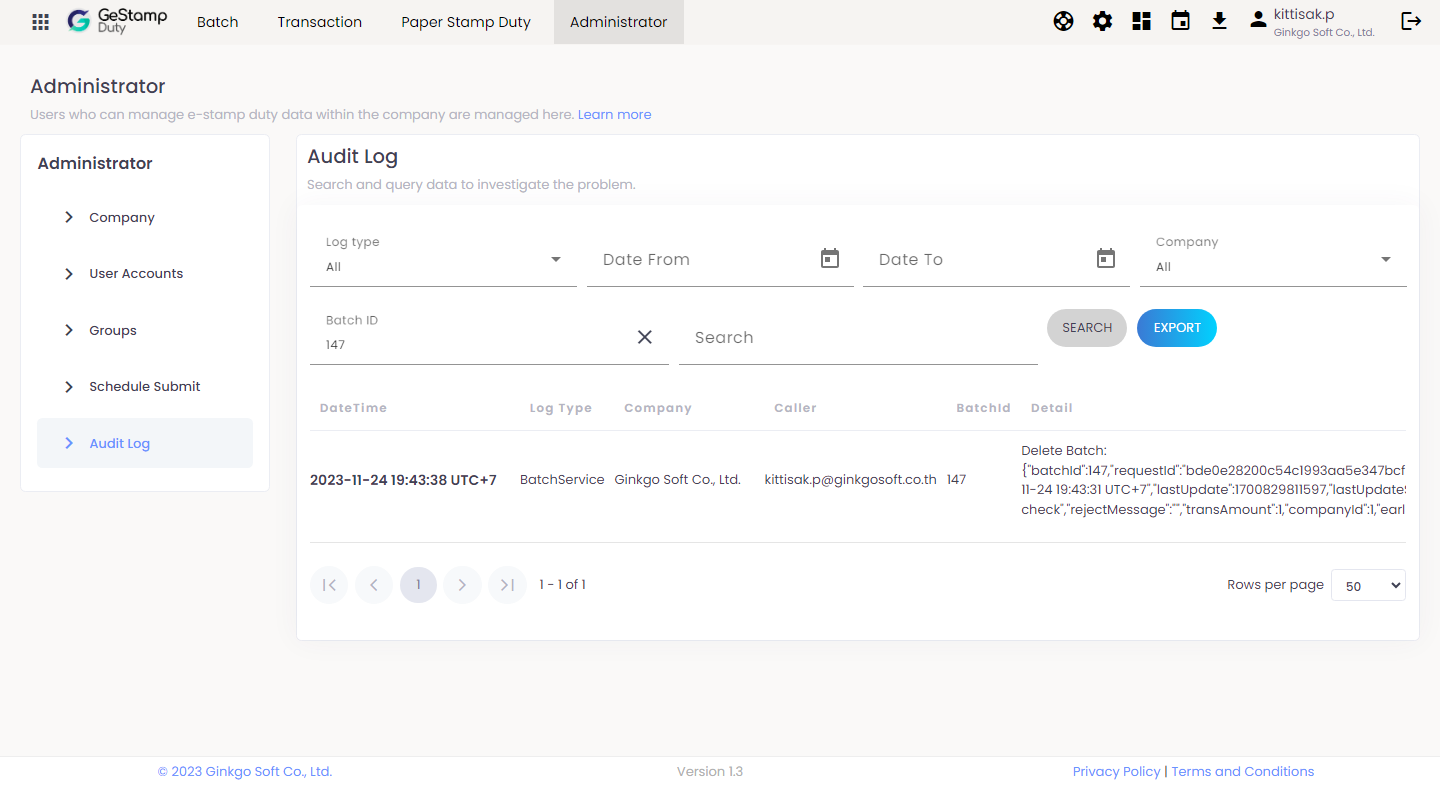 GeStamp
Duty
Batch
Transaction
Paper Stamp Duty
Administrator
kittisak.p
Ginkgo Soft Co., Ltd.
Administrator
Users who can manage e-stamp duty data within the company are managed here. Learn more
Administrator
Company
User Accounts
Groups
Schedule Submit
Audit Log
Audit Log
Search and query data to investigate the problem.
Log type
All
Date From
Date To
Company
All
Batch ID
147
Search
SEARCH
EXPORT
DateTime Log Type Company Caller BatchId Detail
2023-11-24 19:43:38 UTC+7 BatchService Ginkgo Soft Co., Ltd. kittisak.p@ginkgosoft.co.th 147
Delete Batch:
{"batchId":147,"requestId":"bde0e28200c54c1993aa5e347bcf
11-24 19:43:31 UTC+7","lastUpdate":1700829811597,"lastUpdateS
check","rejectMessage":"","transAmount":1,"companyId":1,"earl
1
1 - 1 of 1
Rows per page 50
© 2023 Ginkgo Soft Co., Ltd.
Version 1.3
Privacy Policy | Terms and Conditions